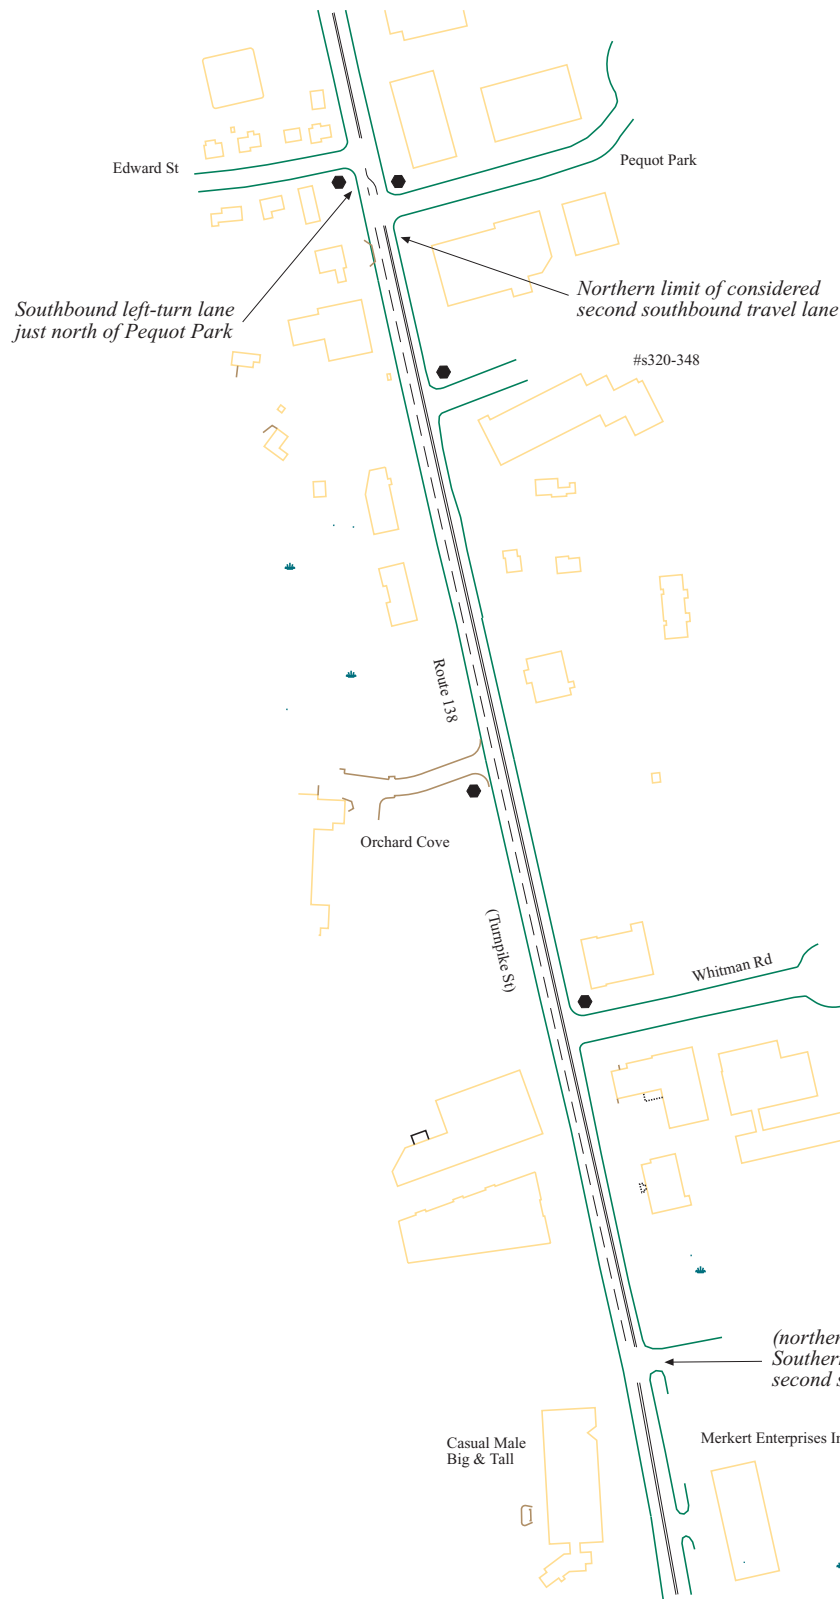 Edward St
Pequot Park
Southbound left-turn lane
just north of Pequot Park
Northern limit of considered
second southbound travel lane
#s320-348
Route 138
Orchard Cove
(Turnpike St)
Whitman Rd
(norther
Southern
second s
Casual Male
Big & Tall
Merkert Enterprises In